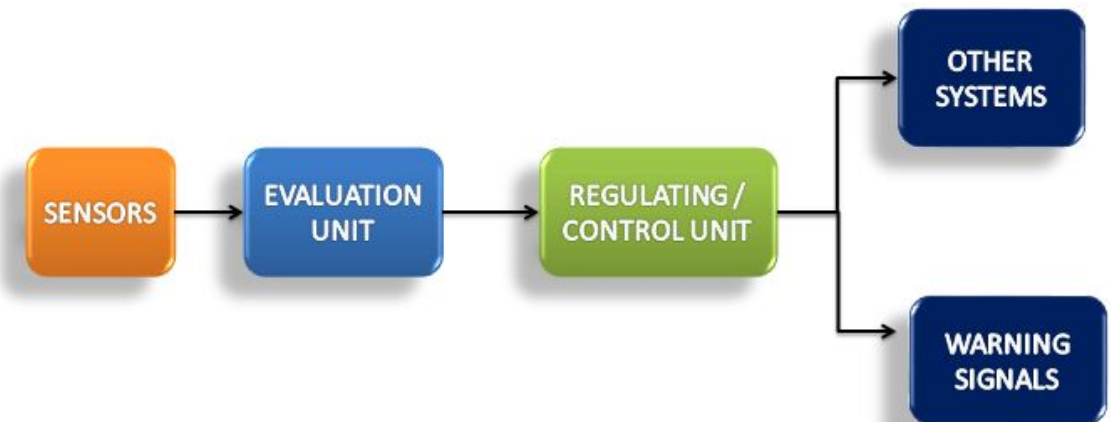 SENSORS
EVALUATION
UNIT
REGULATING /
CONTROL UNIT
OTHER
SYSTEMS
WARNING
SIGNALS